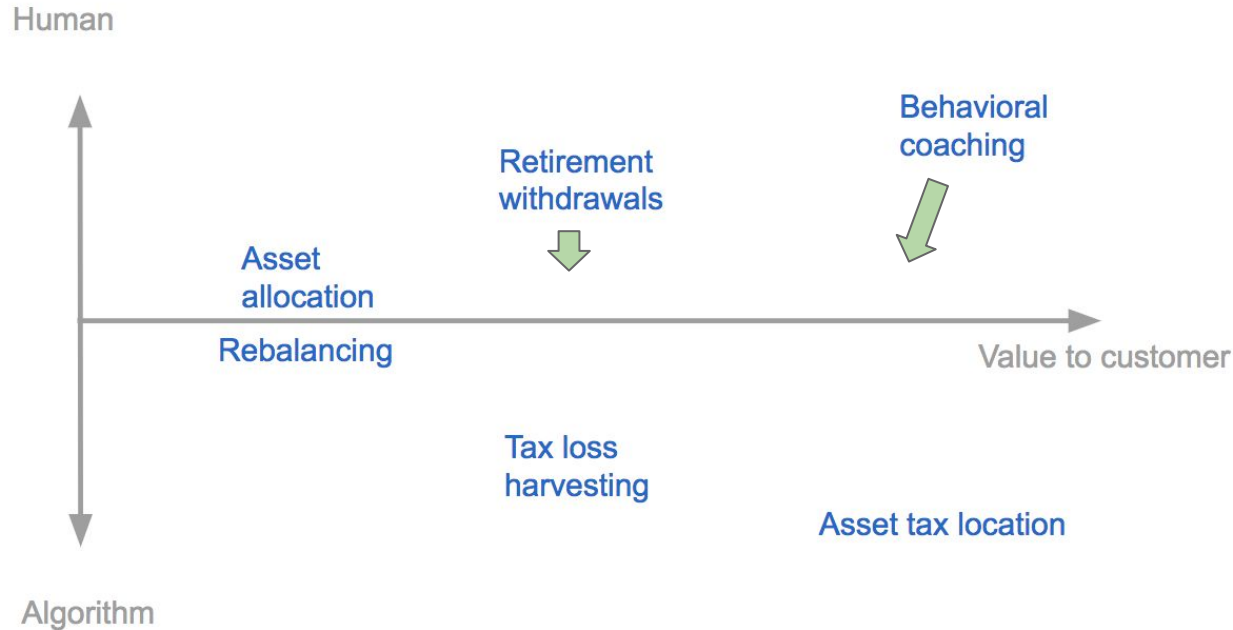 Human
Behavioral
coaching
Retirement
withdrawals
Asset
allocation
Rebalancing
Value to customer
Tax loss
harvesting
Asset tax location
Algorithm